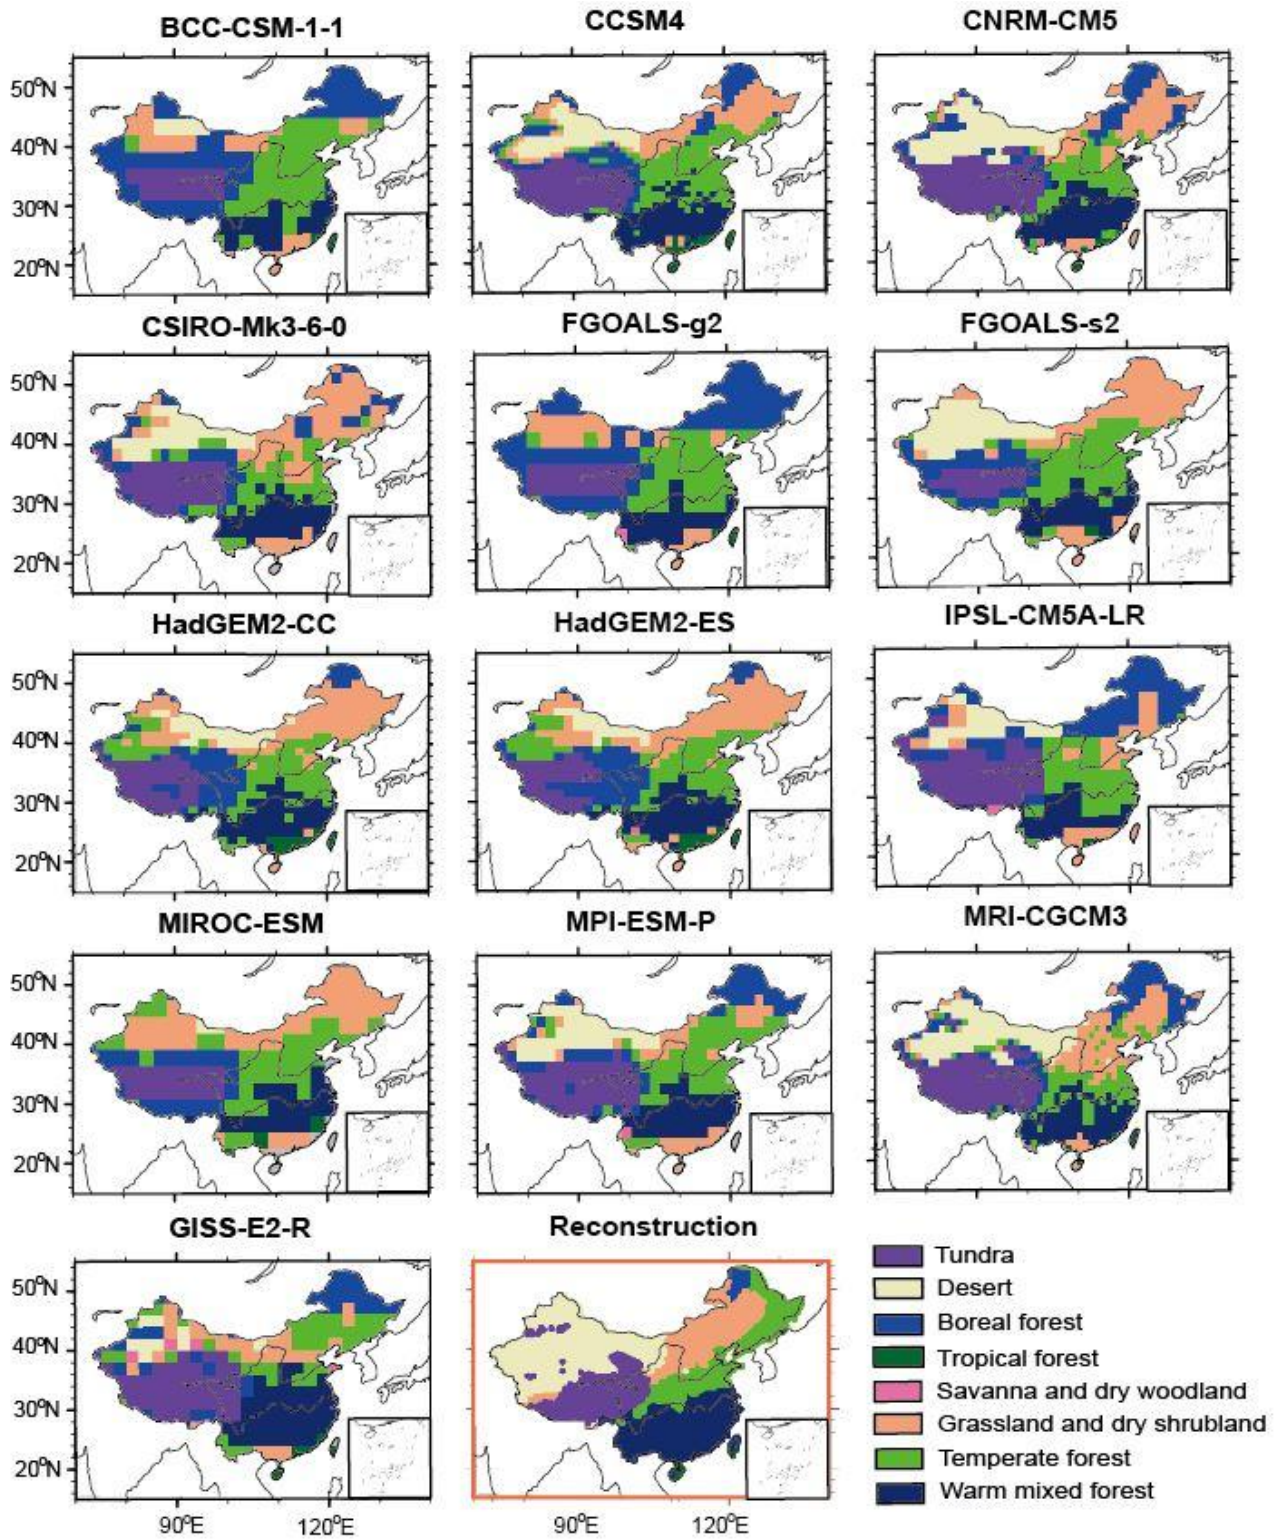 BCC-CSM-1-1
CCSM4
CNRM-CM5
50°N
40°N
30°N
20°N
CSIRO-Mk3-6-0
FGOALS-g2
FGOALS-s2
50°N
40°N
30°N
20°N
HadGEM2-CC
HadGEM2-ES
IPSL-CM5A-LR
50°N
40°N
30°N
20°N
MIROC-ESM
MPI-ESM-P
MRI-CGCM3
50°N
40°N
30°N
20°N
GISS-E2-R
Reconstruction
50°N
40°N
30°N
20°N
90°E
120°E
90°E
120°E
Tundra
Desert
Boreal forest
Tropical forest
Savanna and dry woodland
Grassland and dry shrubland
Temperate forest
Warm mixed forest